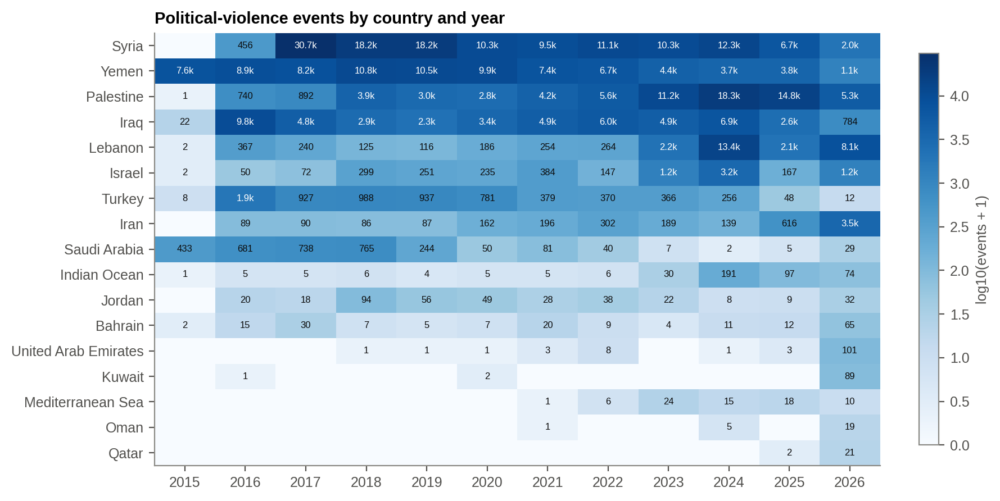 Political-violence events by country and year
Syria 456 30.7k 18.2k 18.2k 10.3k 9.5k 11.1k 10.3k 12.3k 6.7k 2.0k
Yemen 7.6k 8.9k 8.2k 10.8k 10.5k 9.9k 7.4k 6.7k 4.4k 3.7k 3.8k 1.1k
Palestine 1 740 892 3.9k 3.0k 2.8k 4.2k 5.6k 11.2k 18.3k 14.8k 5.3k
Iraq 22 9.8k 4.8k 2.9k 2.3k 3.4k 4.9k 6.0k 4.9k 6.9k 2.6k 784
Lebanon 2 367 240 125 116 186 254 264 2.2k 13.4k 2.1k 8.1k
Israel 2 50 72 299 251 235 384 147 1.2k 3.2k 167 1.2k
Turkey 8 1.9k 927 988 937 781 379 370 366 256 48 12
Iran 89 90 86 87 162 196 302 189 139 616 3.5k
Saudi Arabia 433 681 738 765 244 50 81 40 7 2 5 29
Indian Ocean 1 5 5 6 4 5 5 6 30 191 97 74
Jordan 20 18 94 56 49 28 38 22 8 9 32
Bahrain 2 15 30 7 5 7 20 9 4 11 12 65
United Arab Emirates 1 1 1 3 8 1 3 101
Kuwait 1 2 89
Mediterranean Sea 1 6 24 15 18 10
Oman 1 5 19
Qatar 2 21
2015 2016 2017 2018 2019 2020 2021 2022 2023 2024 2025 2026
4.0
3.5
3.0
2.5
2.0
1.5
1.0
0.5
0.0
log10(events + 1)